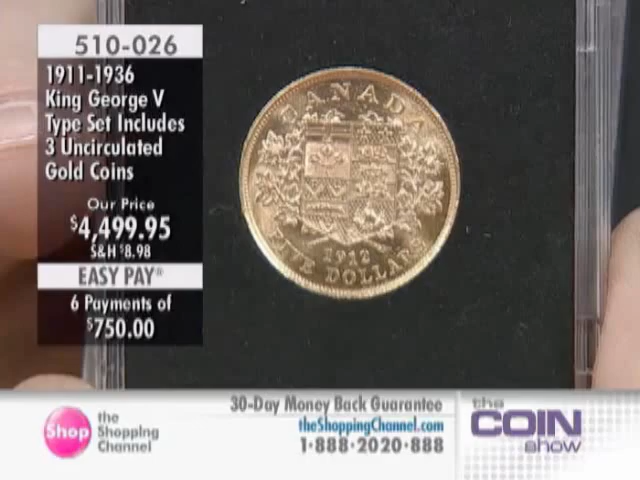 510-026
1911-1936
King George V
Type Set Includes
3 Uncirculated
Gold Coins
Our Price
$4,499.95
S&H $8.98
EASY PAY®
6 Payments of
$750.00
CANADA
1912
FIVE DOLLARS
Shop
the
Shopping
Channel
30-Day Money Back Guarantee
theShoppingChannel.com
1·888·2020·888
the
COIN
show